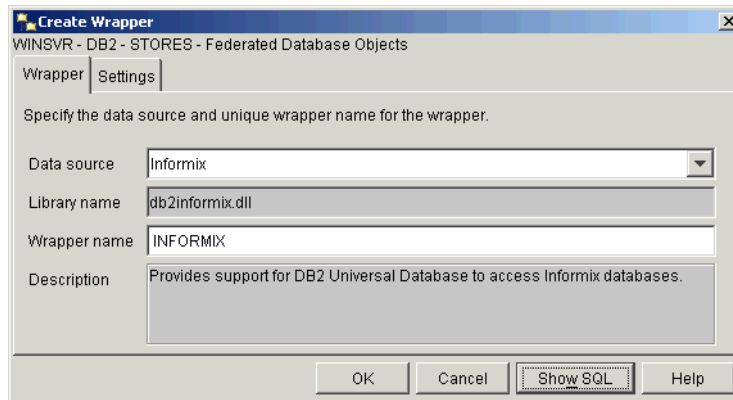 Create Wrapper
WINSVR - DB2 - STORES - Federated Database Objects
Wrapper Settings
Specify the data source and unique wrapper name for the wrapper.
Data source Informix
Library name db2informix.dll
Wrapper name INFORMIX
Description Provides support for DB2 Universal Database to access Informix databases.
OK Cancel Show SQL Help